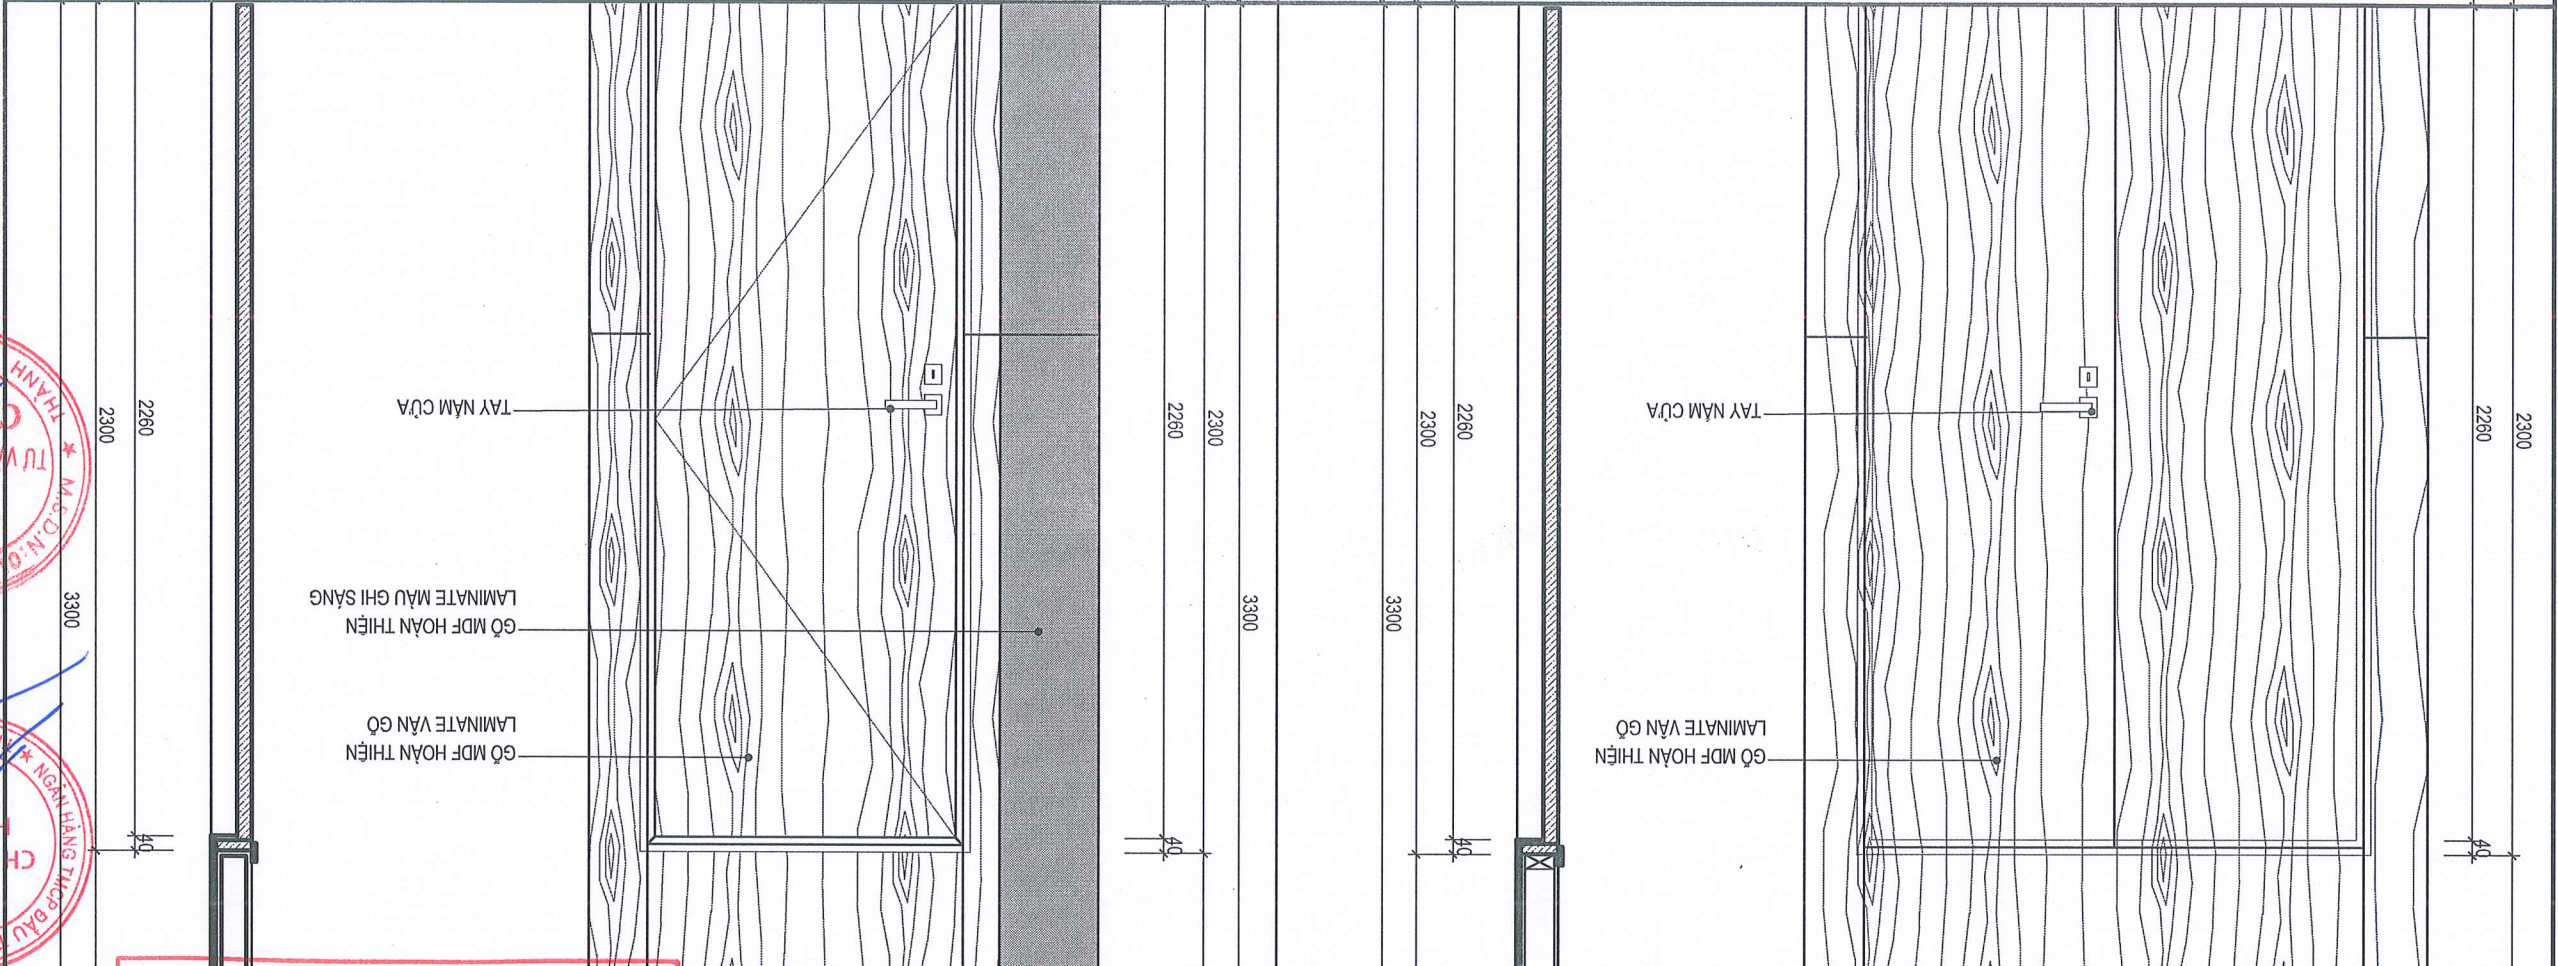 2260
2300
3300
40
TAY NẮM CỬA
GỖ MDF HOÀN THIỆN
LAMINATE MÀU GHI SÁNG
GỖ MDF HOÀN THIỆN
LAMINATE VÂN GỖ
2260
2300
3300
40
3300
2300
2260
40
TAY NẮM CỬA
GỖ MDF HOÀN THIỆN
LAMINATE VÂN GỖ
2260
2300
40
THÀNH
★ M.S.D.N:0
TƯ V
★ NGÂN HÀNG TMCP ĐẦU
CH